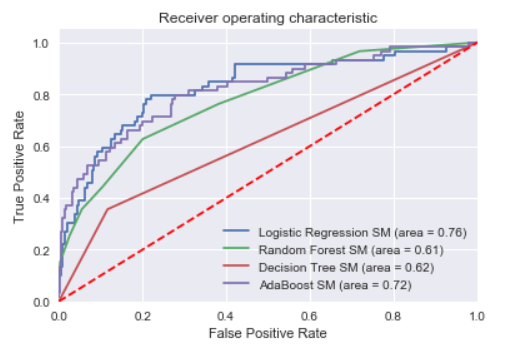 Receiver operating characteristic
1.0
0.8
0.6
0.4
0.2
0.0
True Positive Rate
Logistic Regression SM (area = 0.76)
Random Forest SM (area = 0.61)
Decision Tree SM (area = 0.62)
AdaBoost SM (area = 0.72)
0.0 0.2 0.4 0.6 0.8 1.0
False Positive Rate